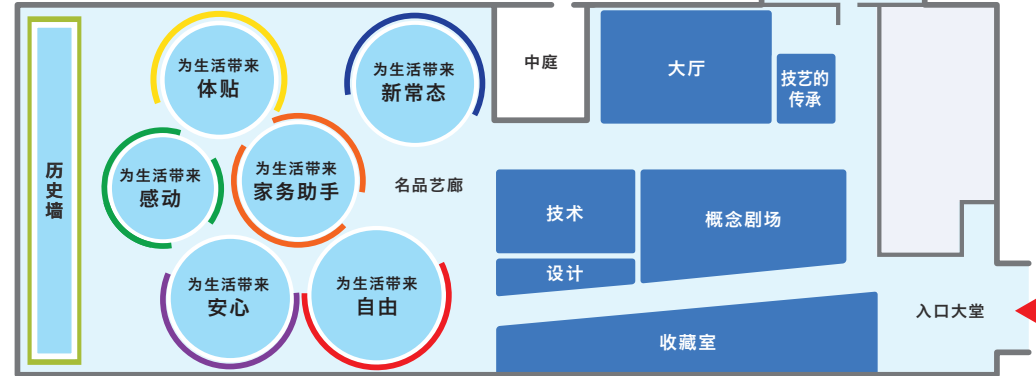 历史墙
为生活带来
体贴
为生活带来
新常态
为生活带来
感动
为生活带来
家务助手
为生活带来
安心
为生活带来
自由
名品艺廊
中庭
大厅
技艺的
传承
技术
概念剧场
设计
收藏室
入口大堂